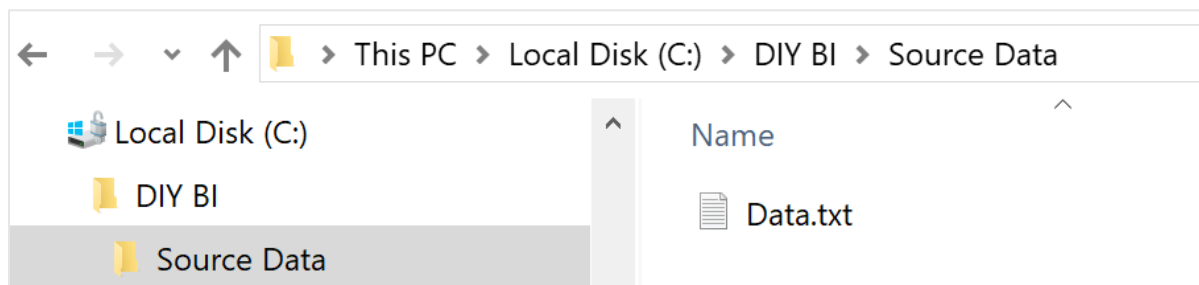 This PC > Local Disk (C:) > DIY BI > Source Data
Local Disk (C:)
DIY BI
Source Data
Name
Data.txt